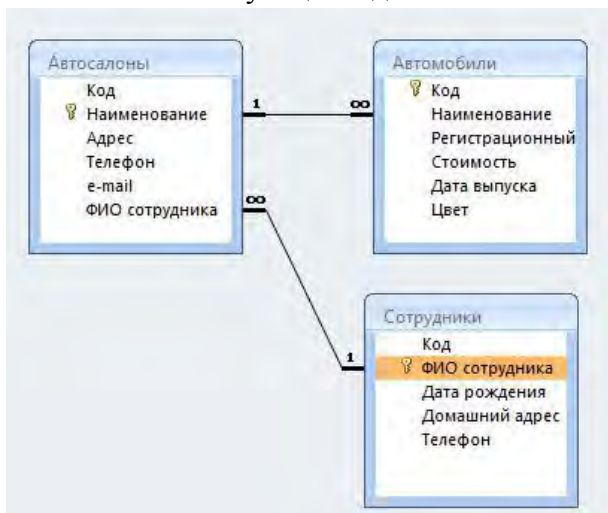 Автосалоны
Код
Наименование
Адрес
Телефон
e-mail
ФИО сотрудника
1
∞
∞
1
Автомобили
Код
Наименование
Регистрационный
Стоимость
Дата выпуска
Цвет
Сотрудники
Код
ФИО сотрудника
Дата рождения
Домашний адрес
Телефон